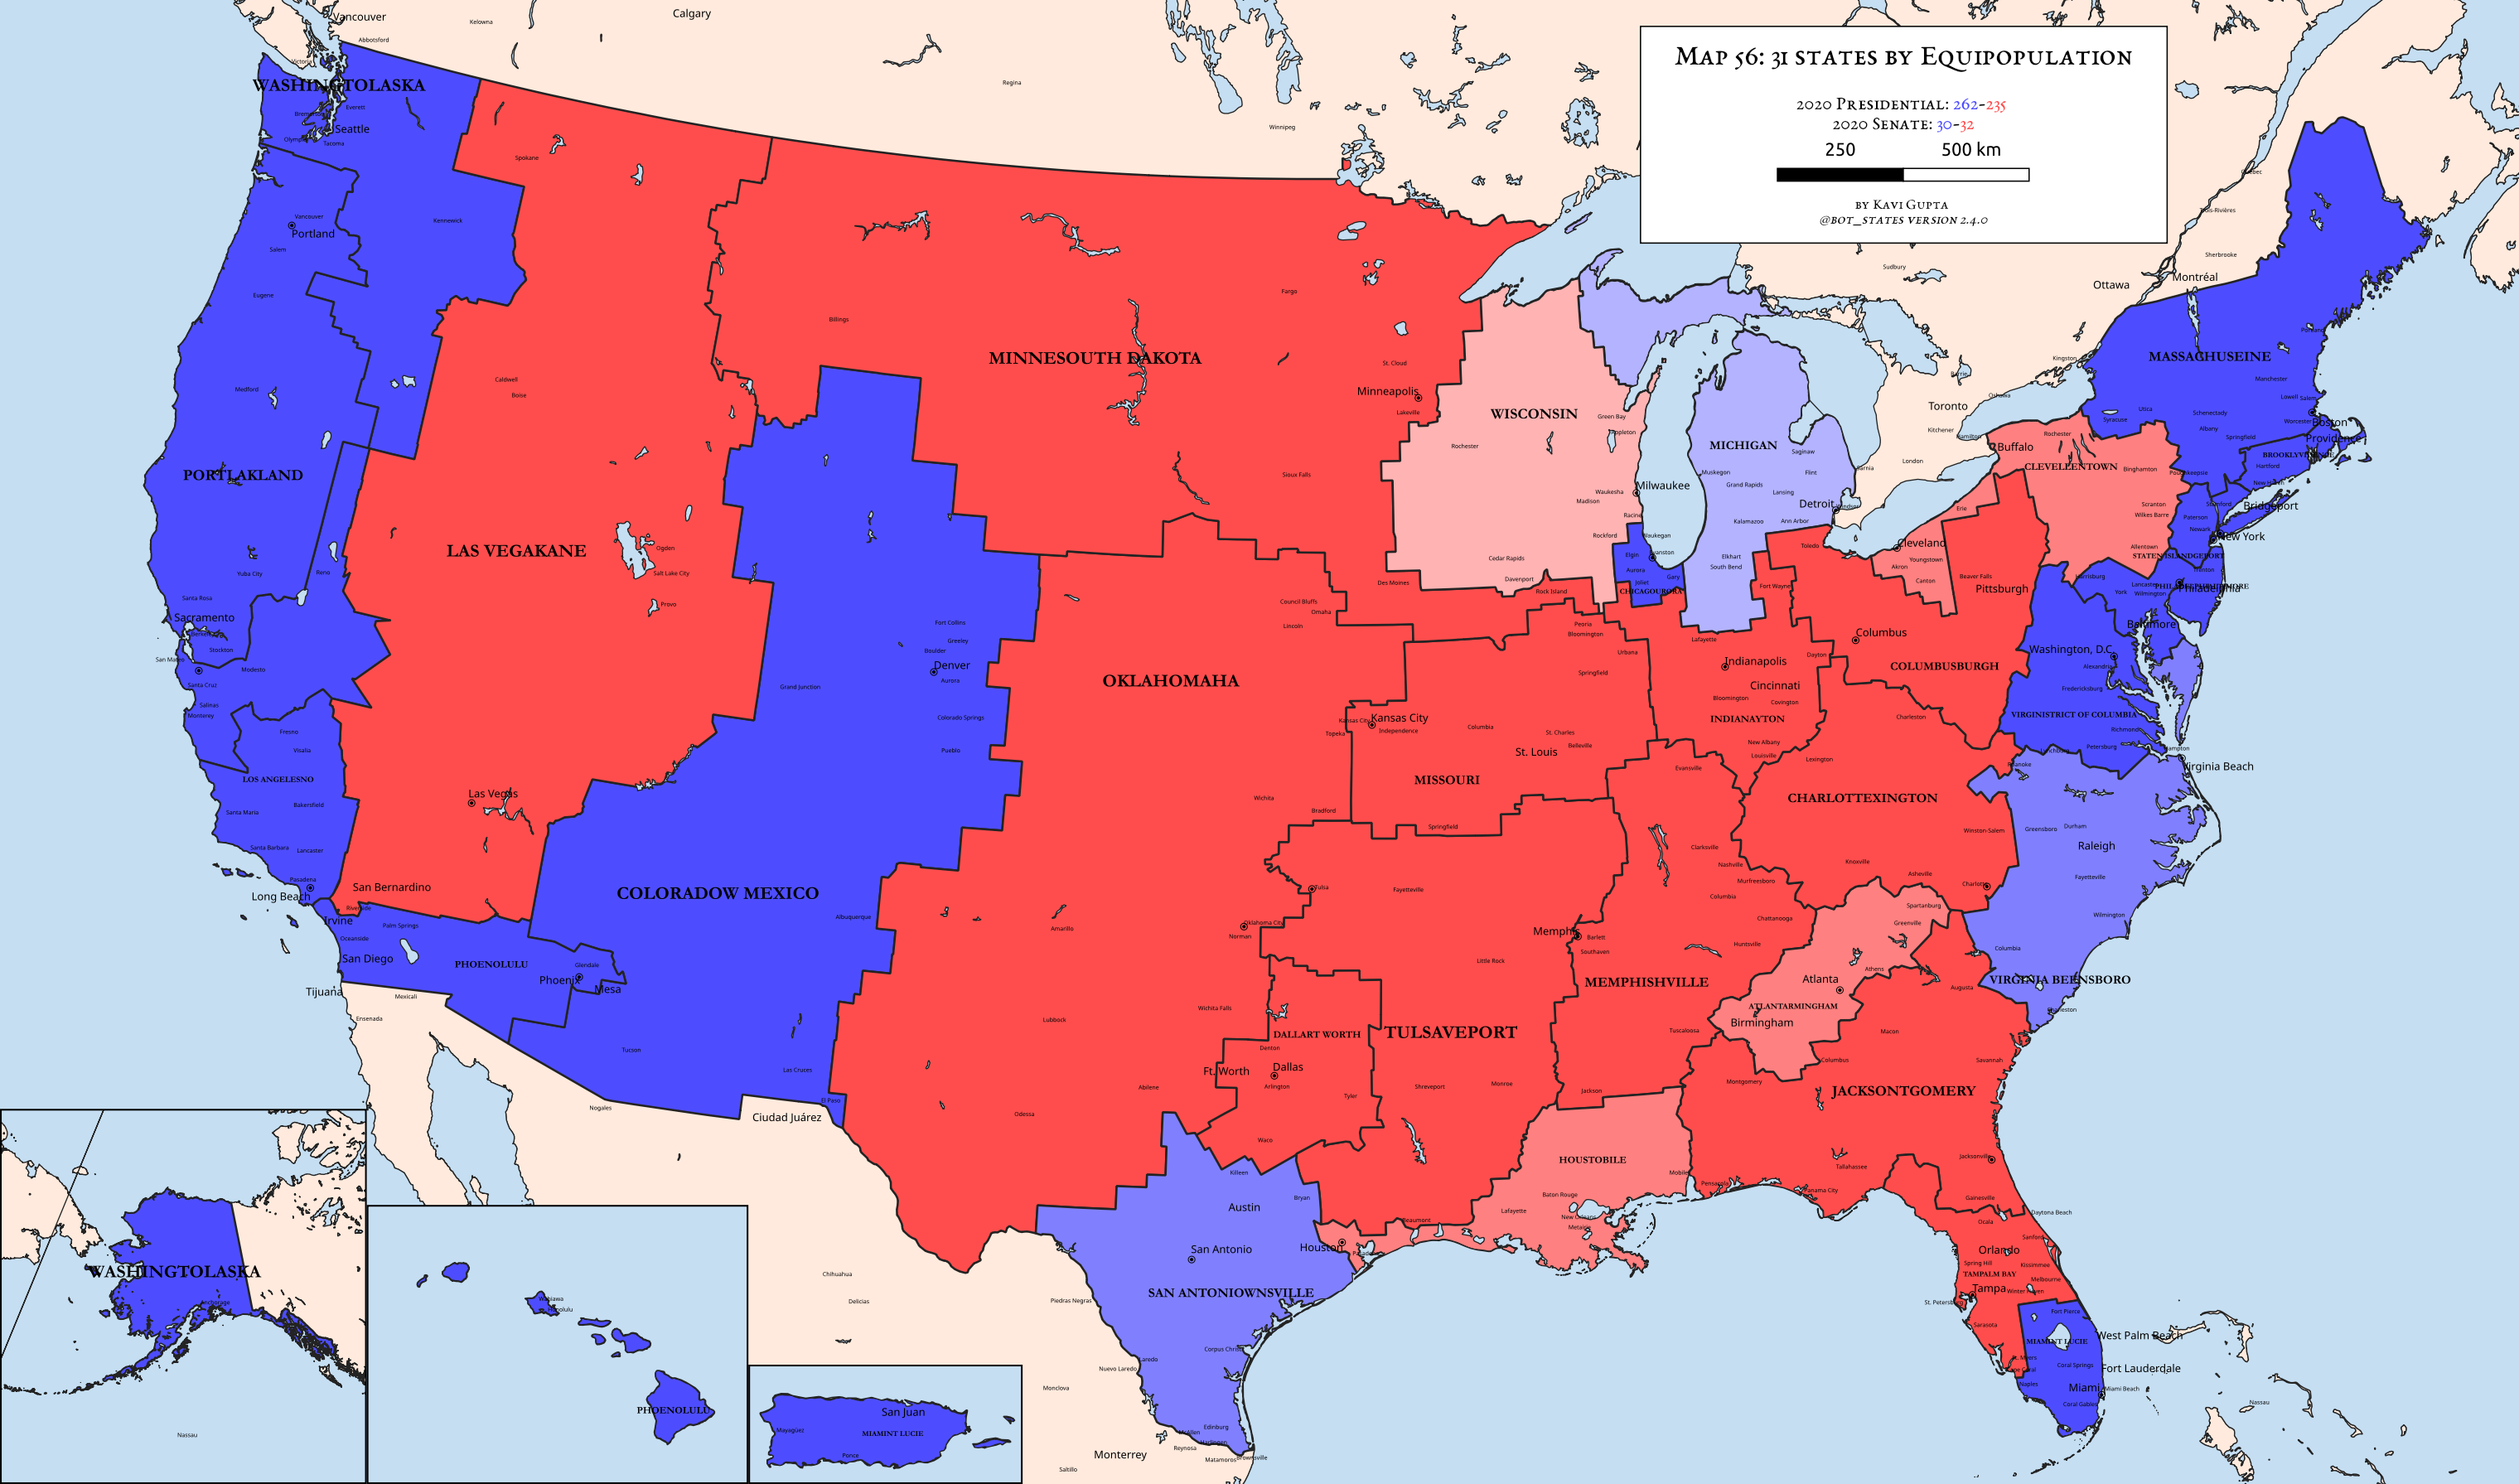 Map 56: 31 states by Equipopulation
2020 Presidential: 262-235
2020 Senate: 30-32
250 500 km
by Kavi Gupta
@bot_states version 2.4.0
Vancouver
Kelowna
Calgary
Abbotsford
Victoria
Regina
Winnipeg
WASHINGTOLASKA
Everett
Seattle
Tacoma
Spokane
Vancouver
Portland
Kennewick
Salem
Eugene
Medford
Caldwell
Boise
PORTLAKLAND
Yuba City
Reno
Santa Rosa
Sacramento
Stockton
San Mateo
Modesto
Santa Cruz
Salinas
Monterey
Fresno
Visalia
LOS ANGELESNO
Bakersfield
Santa Maria
Santa Barbara
Lancaster
Pasadena
Long Beach
San Bernardino
Riverside
Irvine
Palm Springs
Oceanside
San Diego
Tijuana
Mexicali
Ensenada
LAS VEGAKANE
Ogden
Salt Lake City
Provo
Las Vegas
PHOENOLULU
Glendale
Phoenix
Mesa
Tucson
Nogales
Billings
Fargo
MINNESOUTH DAKOTA
St. Cloud
Minneapolis
Lakeville
Sioux Falls
COLORADOW MEXICO
Fort Collins
Greeley
Boulder
Denver
Aurora
Grand Junction
Colorado Springs
Pueblo
Albuquerque
Las Cruces
El Paso
Ciudad Juárez
OKLAHOMAHA
Des Moines
Council Bluffs
Omaha
Lincoln
Topeka
Wichita
Bradford
Oklahoma City
Norman
Amarillo
Lubbock
Wichita Falls
Abilene
Odessa
WISCONSIN
Green Bay
Appleton
Rochester
Waukesha
Milwaukee
Madison
Racine
Rockford
Cedar Rapids
Davenport
Rock Island
MICHIGAN
Saginaw
Muskegon
Flint
Grand Rapids
Lansing
Detroit
Windsor
Kalamazoo
Ann Arbor
Elkhart
South Bend
Waukegan
Evanston
Elgin
Aurora
Joliet
Gary
CHICAGOURORA
Peoria
Bloomington
Urbana
Springfield
Kansas City
Kansas City
Independence
Columbia
St. Charles
St. Louis
Belleville
MISSOURI
Springfield
Toledo
Fort Wayne
Lafayette
Indianapolis
Dayton
Cincinnati
Bloomington
Covington
INDIANAYTON
New Albany
Louisville
Evansville
Columbus
COLUMBUSBURGH
Beaver Falls
Pittsburgh
Cleveland
Youngstown
Akron
Canton
Erie
Buffalo
Rochester
CLEVELLENTOWN
Binghamton
Scranton
Wilkes Barre
Allentown
Sudbury
Ottawa
Montréal
Sherbrooke
Trois-Rivières
Québec
Kingston
Barrie
Oshawa
Toronto
Kitchener
Hamilton
London
Sarnia
MASSACHUSEINE
Portland
Manchester
Lowell
Salem
Utica
Syracuse
Schenectady
Albany
Worcester
Boston
Springfield
Providence
Hartford
New Haven
Stamford
Bridgeport
Paterson
Newark
New York
STATEN ISLANDGEPORT
Trenton
Harrisburg
Lancaster
York
Wilmington
Philadelphia
Baltimore
Washington, D.C.
Alexandria
Fredericksburg
VIRGINISTRICT OF COLUMBIA
Richmond
Lynchburg
Petersburg
Hampton
Virginia Beach
Roanoke
Charleston
Lexington
CHARLOTTEXINGTON
Winston-Salem
Knoxville
Asheville
Charlotte
Greensboro
Durham
Raleigh
Fayetteville
Wilmington
Columbia
VIRGINIA BEENSBORO
Charleston
Clarksville
Nashville
Murfreesboro
Columbia
Chattanooga
Huntsville
Memphis
Barlett
Southaven
MEMPHISHVILLE
Tuscaloosa
Jackson
Tulsa
Fayetteville
Little Rock
TULSAVEPORT
Shreveport
Monroe
Beaumont
DALLART WORTH
Denton
Ft. Worth
Dallas
Arlington
Tyler
Waco
Spartanburg
Greenville
Atlanta
Athens
ATLANTARMINGHAM
Birmingham
Augusta
Macon
Columbus
Savannah
Montgomery
JACKSONTGOMERY
Jacksonville
Tallahassee
Pensacola
Panama City
Gainesville
HOUSTOBILE
Mobile
Baton Rouge
Lafayette
New Orleans
Metairie
Houston
Pasadena
Killeen
Bryan
Austin
San Antonio
SAN ANTONIOWNSVILLE
Corpus Christi
Laredo
Nuevo Laredo
Edinburg
McAllen
Harlingen
Reynosa
Matamoros
Brownsville
Chihuahua
Delicias
Piedras Negras
Monclova
Monterrey
Saltillo
Daytona Beach
Ocala
Sanford
Orlando
Spring Hill
Kissimmee
TAMPALM BAY
Melbourne
Tampa
Winter Haven
St. Petersburg
Sarasota
Fort Pierce
West Palm Beach
MIAMINT LUCIE
Ft. Myers
Cape Coral
Coral Springs
Fort Lauderdale
Naples
Miami
Miami Beach
Coral Gables
Nassau
WASHINGTOLASKA
Anchorage
Nassau
Wahiawa
Honolulu
PHOENOLULU
San Juan
Mayagüez
MIAMINT LUCIE
Ponce